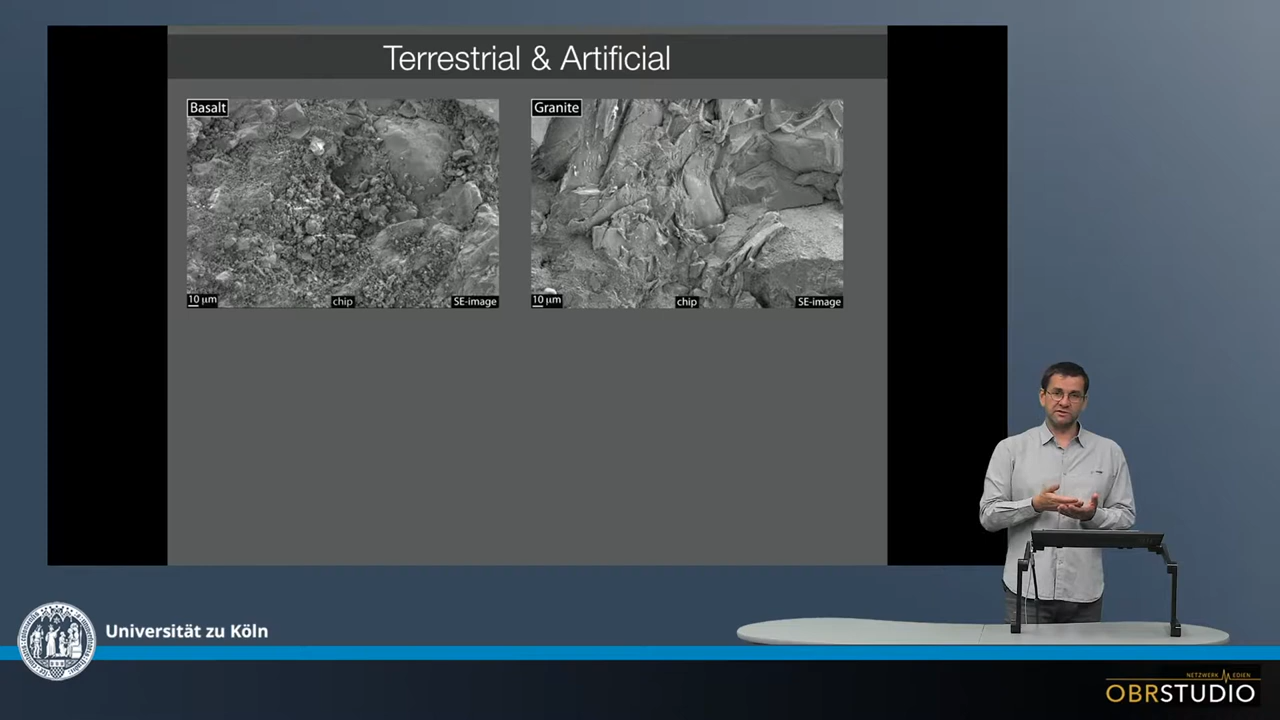 Terrestrial & Artificial
Basalt
10 µm
chip
SE-image
Granite
10 µm
chip
SE-image
Universität zu Köln
NETZWERK MEDIEN
OBRSTUDIO